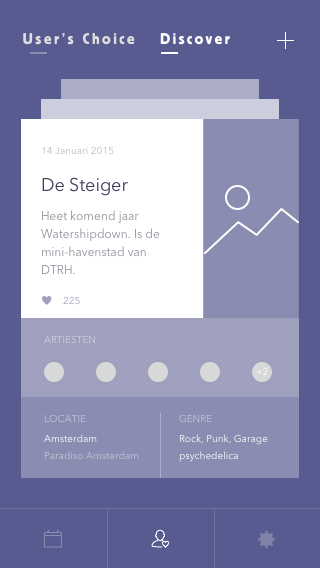 User's Choice Discover
14 Januari 2015
De Steiger
Heet komend jaar
Watershipdown. Is de
mini-havenstad van
DTRH.
225
ARTIESTEN
+2
LOCATIE
Amsterdam
Paradiso Amsterdam
GENRE
Rock, Punk, Garage
psychedelica